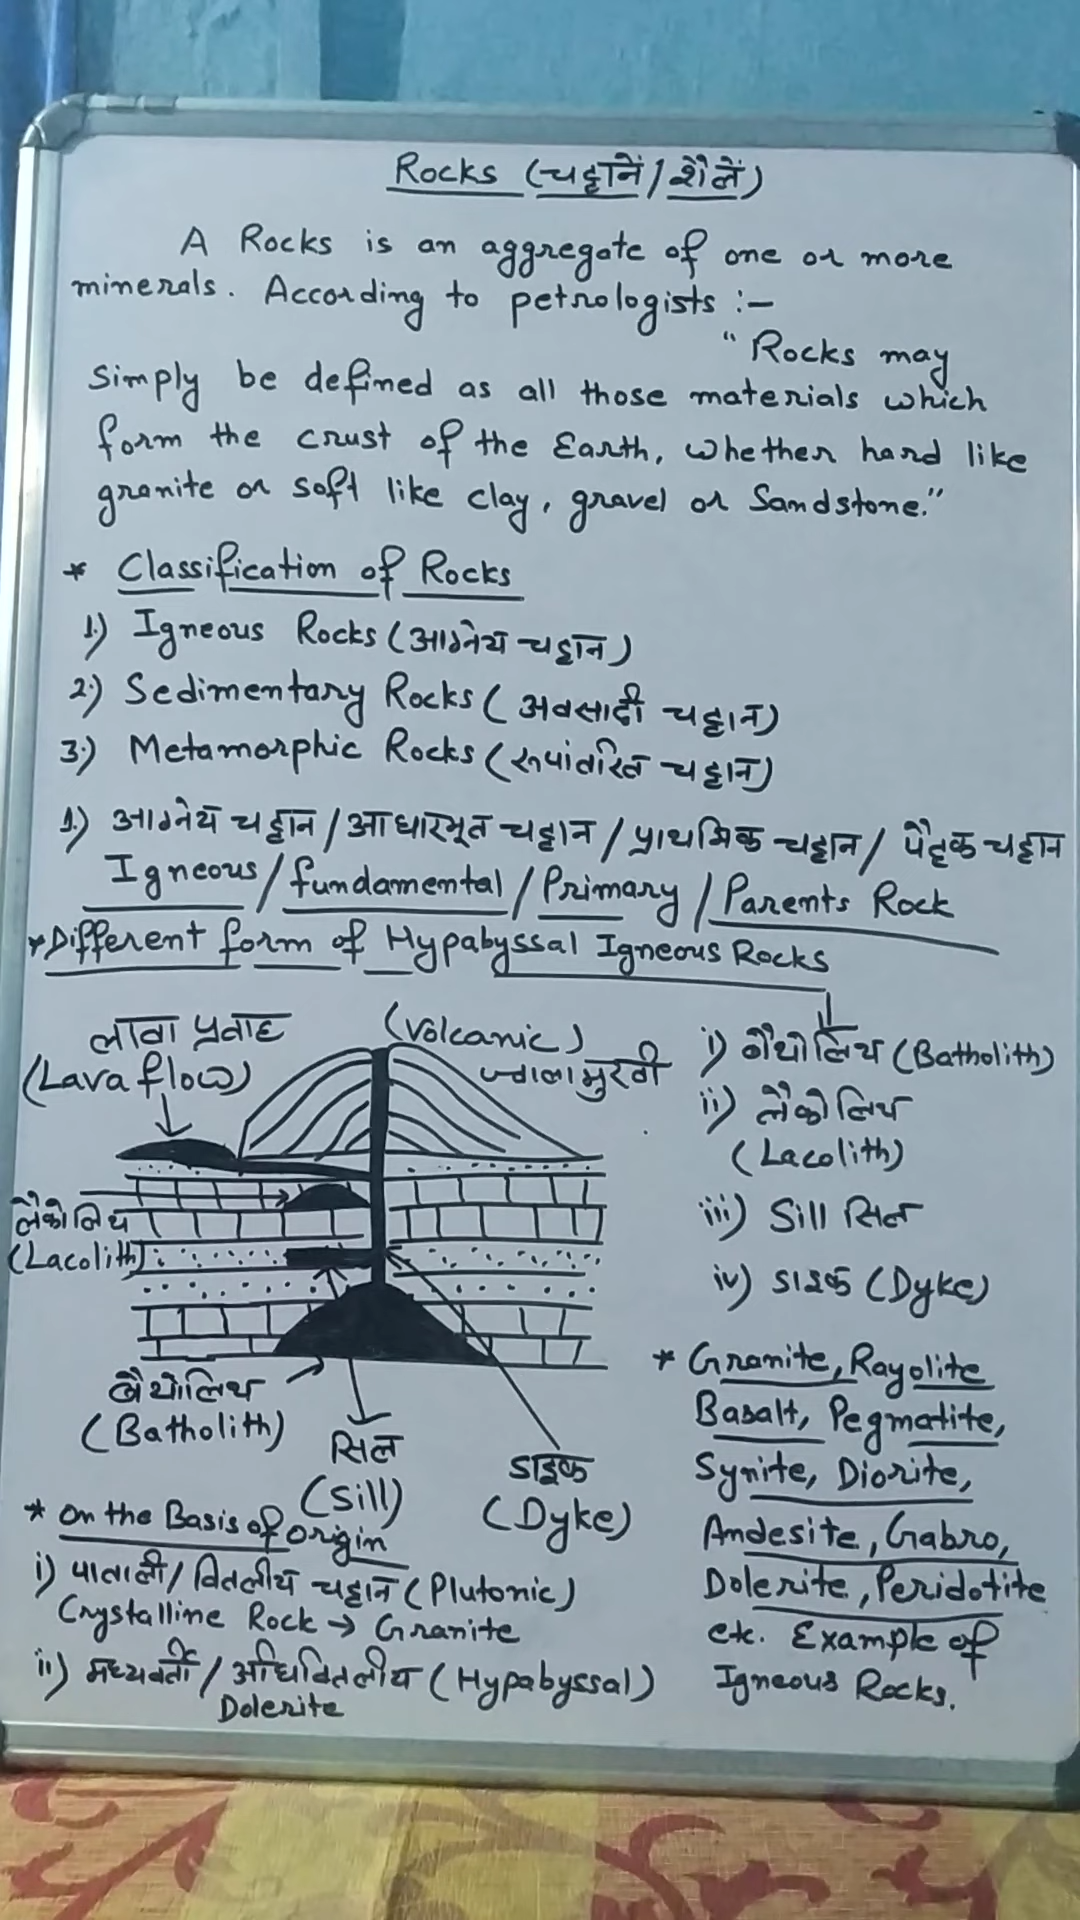 Rocks (चट्टानें/शैलें)
A Rocks is an aggregate of one or more
minerals. According to petrologists :-
"Rocks may
Simply be defined as all those materials which
form the crust of the Earth, whether hard like
granite or soft like clay, gravel or Sandstone."
* Classification of Rocks
1.) Igneous Rocks (आग्नेय चट्टान)
2.) Sedimentary Rocks (अवसादी चट्टान)
3.) Metamorphic Rocks (रूपांतरित चट्टान)
1.) आग्नेय चट्टान/आधारभूत चट्टान/प्राथमिक चट्टान/पैतृक चट्टान
Igneous/fundamental/Primary/Parents Rock
* Different form of Hypabyssal Igneous Rocks
लावा प्रवाह
(Lava flow)
(Volcanic)
ज्वालामुखी
लैकोलिथ
(Lacolith)
बैथोलिथ
(Batholith)
सिल
(Sill)
डाइक
(Dyke)
i) बैथोलिथ (Batholith)
ii) लैकोलिथ
(Lacolith)
iii) Sill सिल
iv) डाइक (Dyke)
* Granite, Rayolite
Basalt, Pegmatite,
Synite, Diorite,
Andesite, Gabro,
Dolerite, Peridotite
etc. Example of
Igneous Rocks.
* On the Basis of Origin
i) पाताली/वितलीय चट्टान (Plutonic)
Crystalline Rock → Granite
ii) मध्यवर्ती/अधिवितलीय (Hypabyssal)
Dolerite